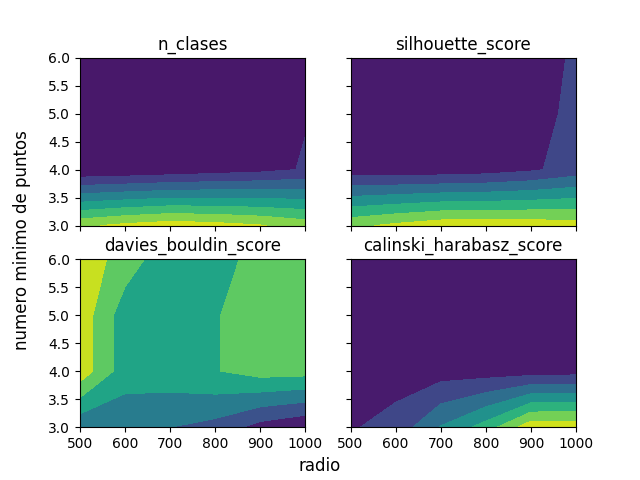 n_clases
silhouette_score
6.0
5.5
5.0
4.5
4.0
3.5
3.0
numero minimo de puntos
davies_bouldin_score
calinski_harabasz_score
6.0
5.5
5.0
4.5
4.0
3.5
3.0
500 600 700 800 900 1000
500 600 700 800 900 1000
radio